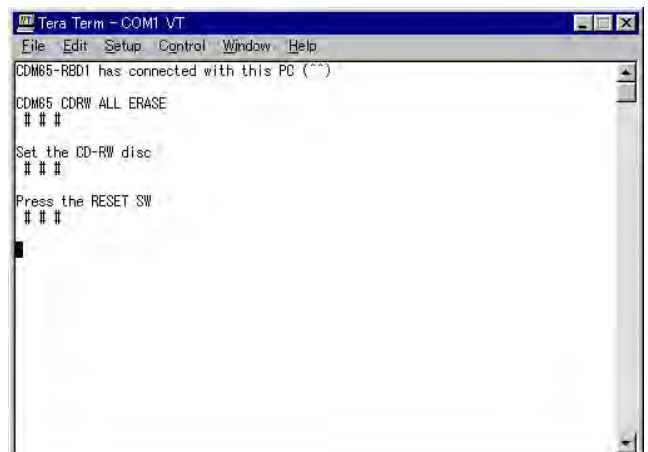 Tera Term - COM1 VT
File Edit Setup Control Window Help
CDM65-RBD1 has connected with this PC (^^)
CDM65 CDRW ALL ERASE
# # #
Set the CD-RW disc
# # #
Press the RESET SW
# # #